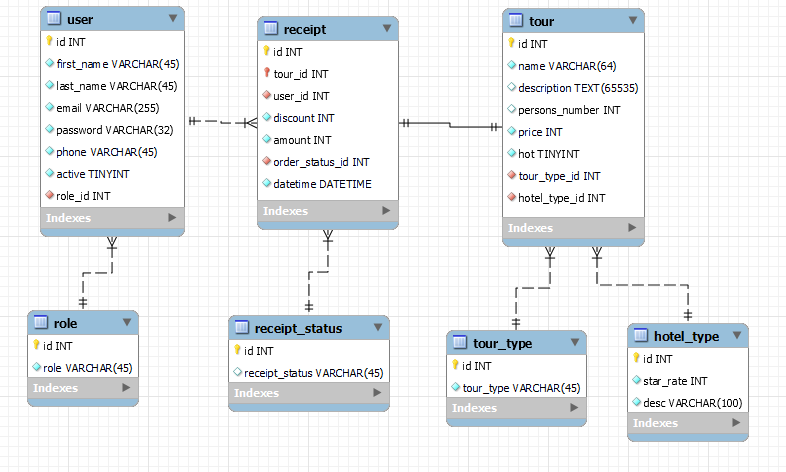 user
id INT
first_name VARCHAR(45)
last_name VARCHAR(45)
email VARCHAR(255)
password VARCHAR(32)
phone VARCHAR(45)
active TINYINT
role_id INT
Indexes
receipt
id INT
tour_id INT
user_id INT
discount INT
amount INT
order_status_id INT
datetime DATETIME
Indexes
tour
id INT
name VARCHAR(64)
description TEXT(65535)
persons_number INT
price INT
hot TINYINT
tour_type_id INT
hotel_type_id INT
Indexes
role
id INT
role VARCHAR(45)
Indexes
receipt_status
id INT
receipt_status VARCHAR(45)
Indexes
tour_type
id INT
tour_type VARCHAR(45)
Indexes
hotel_type
id INT
star_rate INT
desc VARCHAR(100)
Indexes